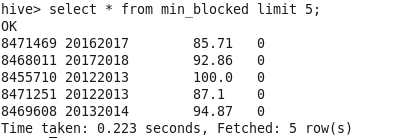 hive> select * from min_blocked limit 5;
OK
8471469 20162017 85.71 0
8468011 20172018 92.86 0
8455710 20122013 100.0 0
8471251 20122013 87.1 0
8469608 20132014 94.87 0
Time taken: 0.223 seconds, Fetched: 5 row(s)